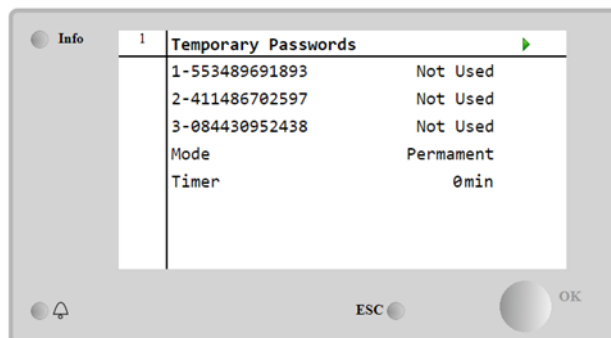 Info
1 Temporary Passwords
1-553489691893 Not Used
2-411486702597 Not Used
3-084430952438 Not Used
Mode Permament
Timer 0min
ESC OK